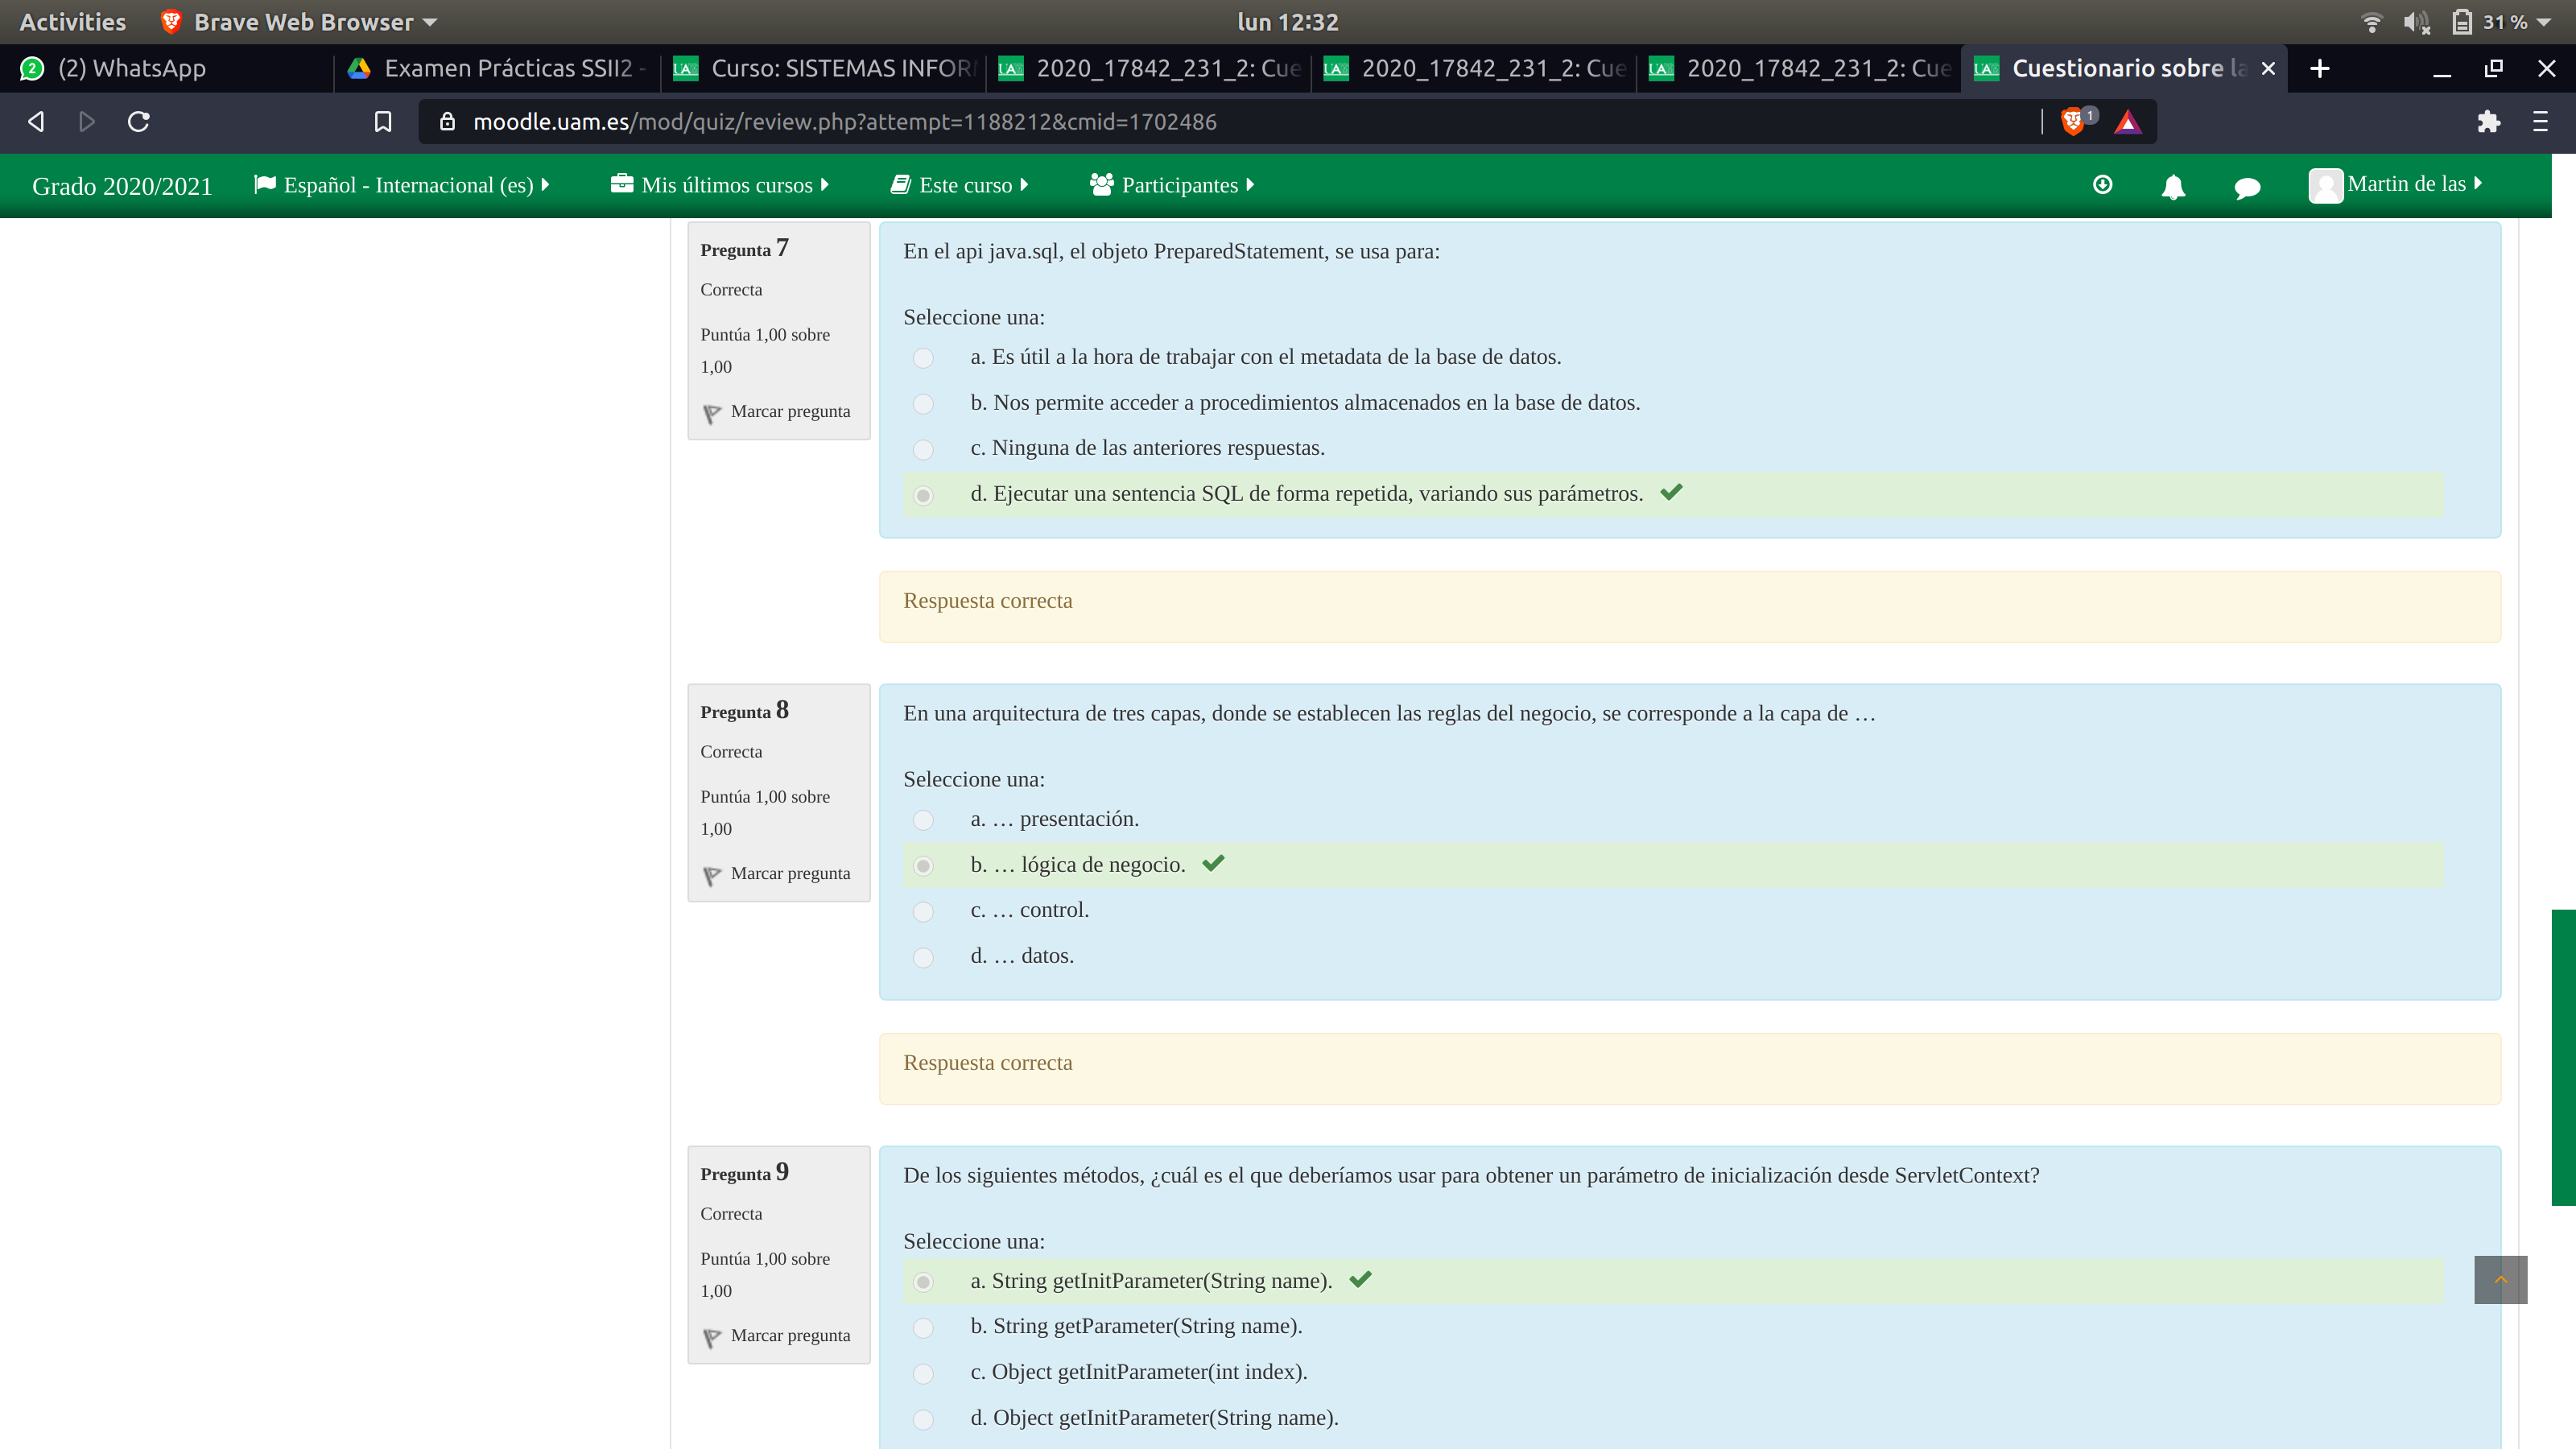 Activities Brave Web Browser lun 12:32 31 %
(2) WhatsApp Examen Prácticas SSII2 - Curso: SISTEMAS INFOR 2020_17842_231_2: Cue 2020_17842_231_2: Cue 2020_17842_231_2: Cue Cuestionario sobre la
moodle.uam.es/mod/quiz/review.php?attempt=1188212&cmid=1702486 1
Grado 2020/2021 Español - Internacional (es) Mis últimos cursos Este curso Participantes Martin de las
Pregunta 7
Correcta
Puntúa 1,00 sobre
1,00
Marcar pregunta
En el api java.sql, el objeto PreparedStatement, se usa para:
Seleccione una:
a. Es útil a la hora de trabajar con el metadata de la base de datos.
b. Nos permite acceder a procedimientos almacenados en la base de datos.
c. Ninguna de las anteriores respuestas.
d. Ejecutar una sentencia SQL de forma repetida, variando sus parámetros.
Respuesta correcta
Pregunta 8
Correcta
Puntúa 1,00 sobre
1,00
Marcar pregunta
En una arquitectura de tres capas, donde se establecen las reglas del negocio, se corresponde a la capa de …
Seleccione una:
a. … presentación.
b. … lógica de negocio.
c. … control.
d. … datos.
Respuesta correcta
Pregunta 9
Correcta
Puntúa 1,00 sobre
1,00
Marcar pregunta
De los siguientes métodos, ¿cuál es el que deberíamos usar para obtener un parámetro de inicialización desde ServletContext?
Seleccione una:
a. String getInitParameter(String name).
b. String getParameter(String name).
c. Object getInitParameter(int index).
d. Object getInitParameter(String name).